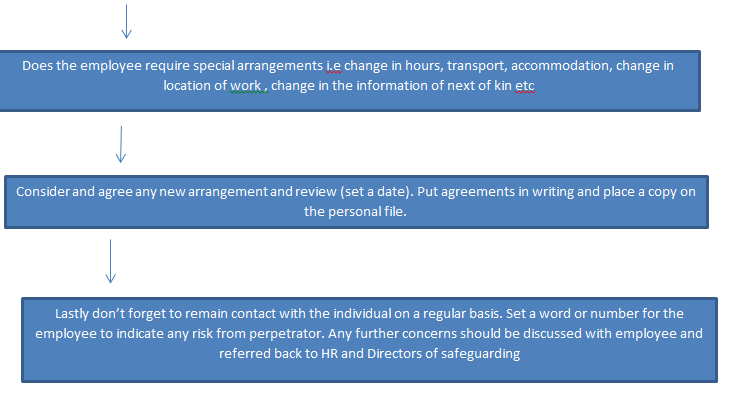 Does the employee require special arrangements i.e change in hours, transport, accommodation, change in
location of work , change in the information of next of kin etc
Consider and agree any new arrangement and review (set a date). Put agreements in writing and place a copy on
the personal file.
Lastly don’t forget to remain contact with the individual on a regular basis. Set a word or number for the
employee to indicate any risk from perpetrator. Any further concerns should be discussed with employee and
referred back to HR and Directors of safeguarding